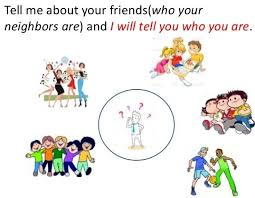 Tell me about your friends(who your
neighbors are) and I will tell you who you are.
? ? ? ?